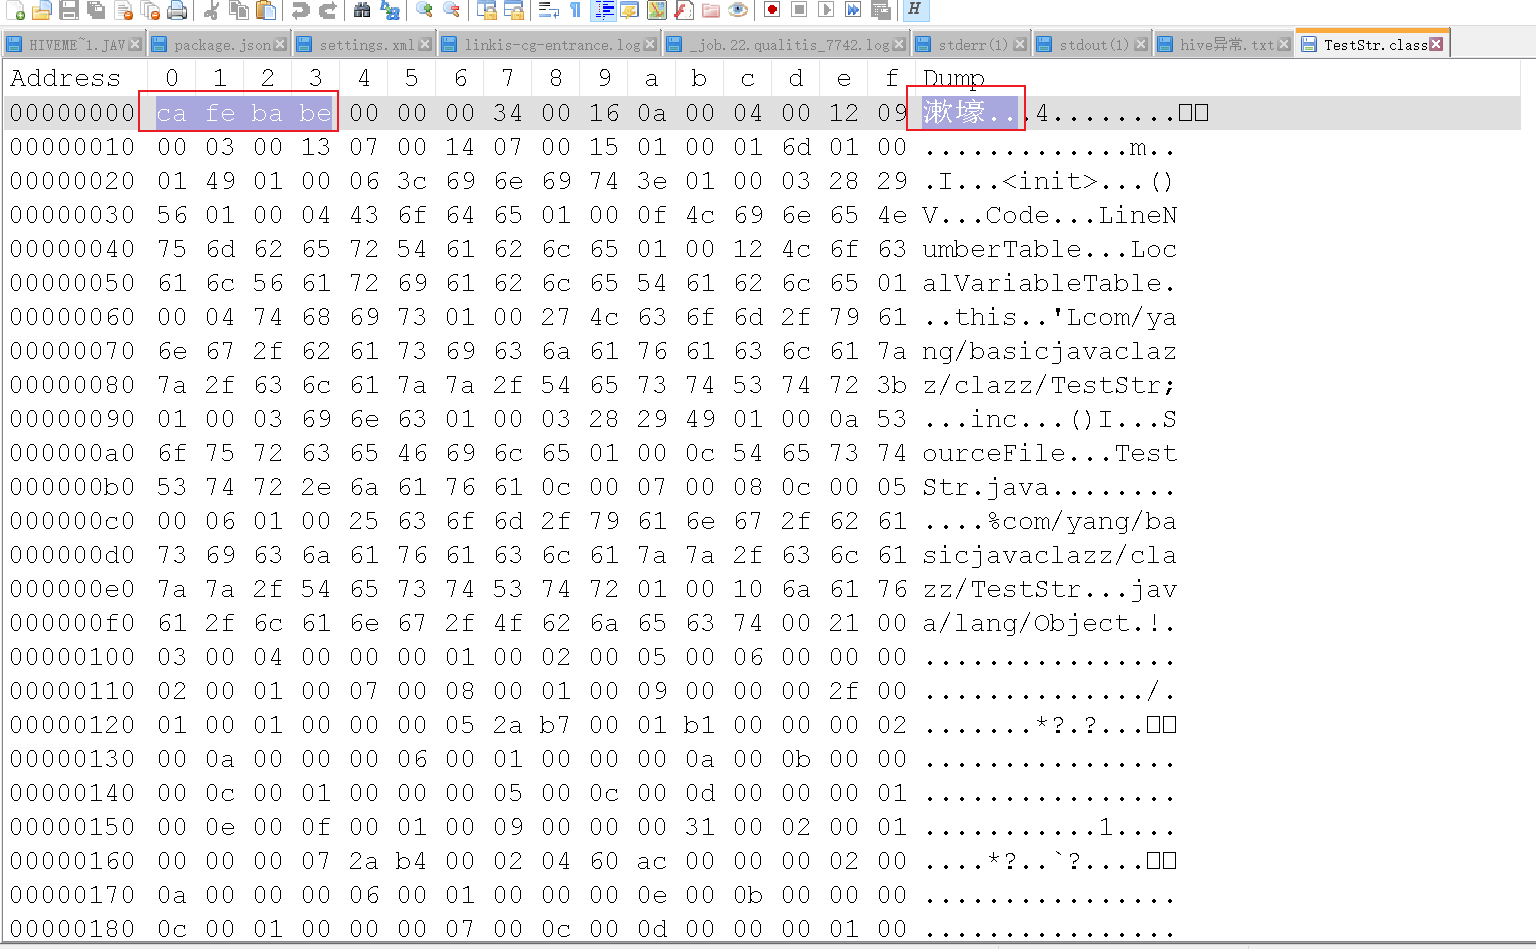 HIVEME~1.JAV package.json settings.xml linkis-cg-entrance.log _job.22.qualitis_7742.log stderr(1) stdout(1) hive异常.txt TestStr.class
Address 0 1 2 3 4 5 6 7 8 9 a b c d e f Dump
00000000 ca fe ba be 00 00 00 34 00 16 0a 00 04 00 12 09 漱壕...4........□□
00000010 00 03 00 13 07 00 14 07 00 15 01 00 01 6d 01 00 .............m..
00000020 01 49 01 00 06 3c 69 6e 69 74 3e 01 00 03 28 29 .I...<init>...()
00000030 56 01 00 04 43 6f 64 65 01 00 0f 4c 69 6e 65 4e V...Code...LineN
00000040 75 6d 62 65 72 54 61 62 6c 65 01 00 12 4c 6f 63 umberTable...Loc
00000050 61 6c 56 61 72 69 61 62 6c 65 54 61 62 6c 65 01 alVariableTable.
00000060 00 04 74 68 69 73 01 00 27 4c 63 6f 6d 2f 79 61 ..this..'Lcom/ya
00000070 6e 67 2f 62 61 73 69 63 6a 61 76 61 63 6c 61 7a ng/basicjavaclaz
00000080 7a 2f 63 6c 61 7a 7a 2f 54 65 73 74 53 74 72 3b z/clazz/TestStr;
00000090 01 00 03 69 6e 63 01 00 03 28 29 49 01 00 0a 53 ...inc...()I...S
000000a0 6f 75 72 63 65 46 69 6c 65 01 00 0c 54 65 73 74 ourceFile...Test
000000b0 53 74 72 2e 6a 61 76 61 0c 00 07 00 08 0c 00 05 Str.java........
000000c0 00 06 01 00 25 63 6f 6d 2f 79 61 6e 67 2f 62 61 ....%com/yang/ba
000000d0 73 69 63 6a 61 76 61 63 6c 61 7a 7a 2f 63 6c 61 sicjavaclazz/cla
000000e0 7a 7a 2f 54 65 73 74 53 74 72 01 00 10 6a 61 76 zz/TestStr...jav
000000f0 61 2f 6c 61 6e 67 2f 4f 62 6a 65 63 74 00 21 00 a/lang/Object.!.
00000100 03 00 04 00 00 00 01 00 02 00 05 00 06 00 00 00 ................
00000110 02 00 01 00 07 00 08 00 01 00 09 00 00 00 2f 00 ............../.
00000120 01 00 01 00 00 00 05 2a b7 00 01 b1 00 00 00 02 .......*?.?...□□
00000130 00 0a 00 00 00 06 00 01 00 00 00 0a 00 0b 00 00 ................
00000140 00 0c 00 01 00 00 00 05 00 0c 00 0d 00 00 00 01 ................
00000150 00 0e 00 0f 00 01 00 09 00 00 00 31 00 02 00 01 ...........1....
00000160 00 00 00 07 2a b4 00 02 04 60 ac 00 00 00 02 00 ....*?..`?....□□
00000170 0a 00 00 00 06 00 01 00 00 00 0e 00 0b 00 00 00 ................
00000180 0c 00 01 00 00 00 07 00 0c 00 0d 00 00 00 01 00 ................